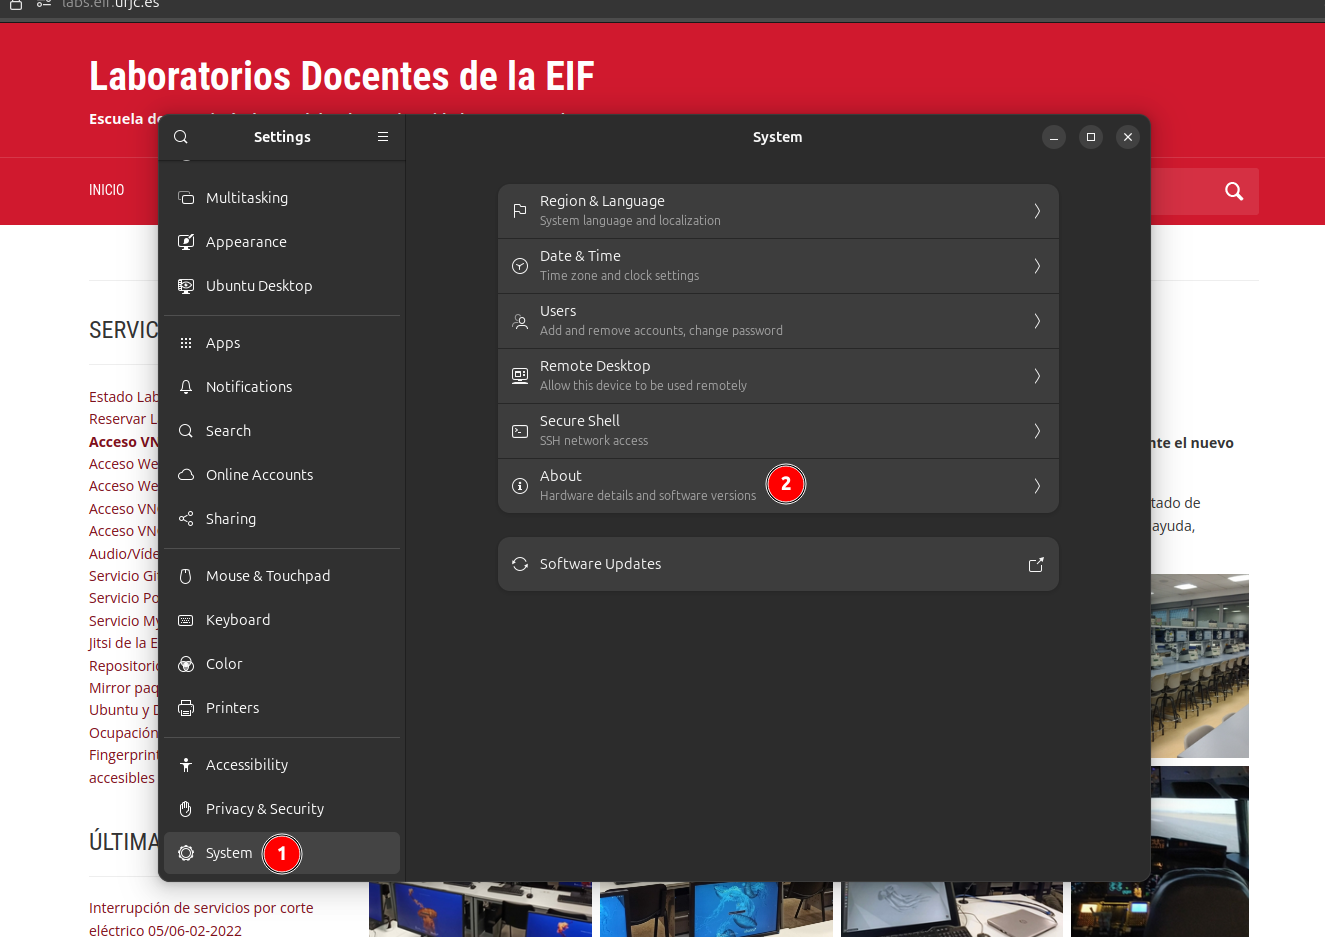 labs.eif.urjc.es
Laboratorios Docentes de la EIF
Escuela de
INICIO
SERVIC
Estado Lab
Reservar L
Acceso VN
Acceso We
Acceso We
Acceso VN
Acceso VN
Audio/Víde
Servicio Gi
Servicio Po
Servicio My
Jitsi de la E
Repositorio
Mirror paq
Ubuntu y D
Ocupación
Fingerprint
accesibles
ÚLTIMA
Interrupción de servicios por corte
eléctrico 05/06-02-2022
Settings
Multitasking
Appearance
Ubuntu Desktop
Apps
Notifications
Search
Online Accounts
Sharing
Mouse & Touchpad
Keyboard
Color
Printers
Accessibility
Privacy & Security
System
1
System
Region & Language
System language and localization
Date & Time
Time zone and clock settings
Users
Add and remove accounts, change password
Remote Desktop
Allow this device to be used remotely
Secure Shell
SSH network access
About
Hardware details and software versions
2
Software Updates
nte el nuevo
tado de
ayuda,